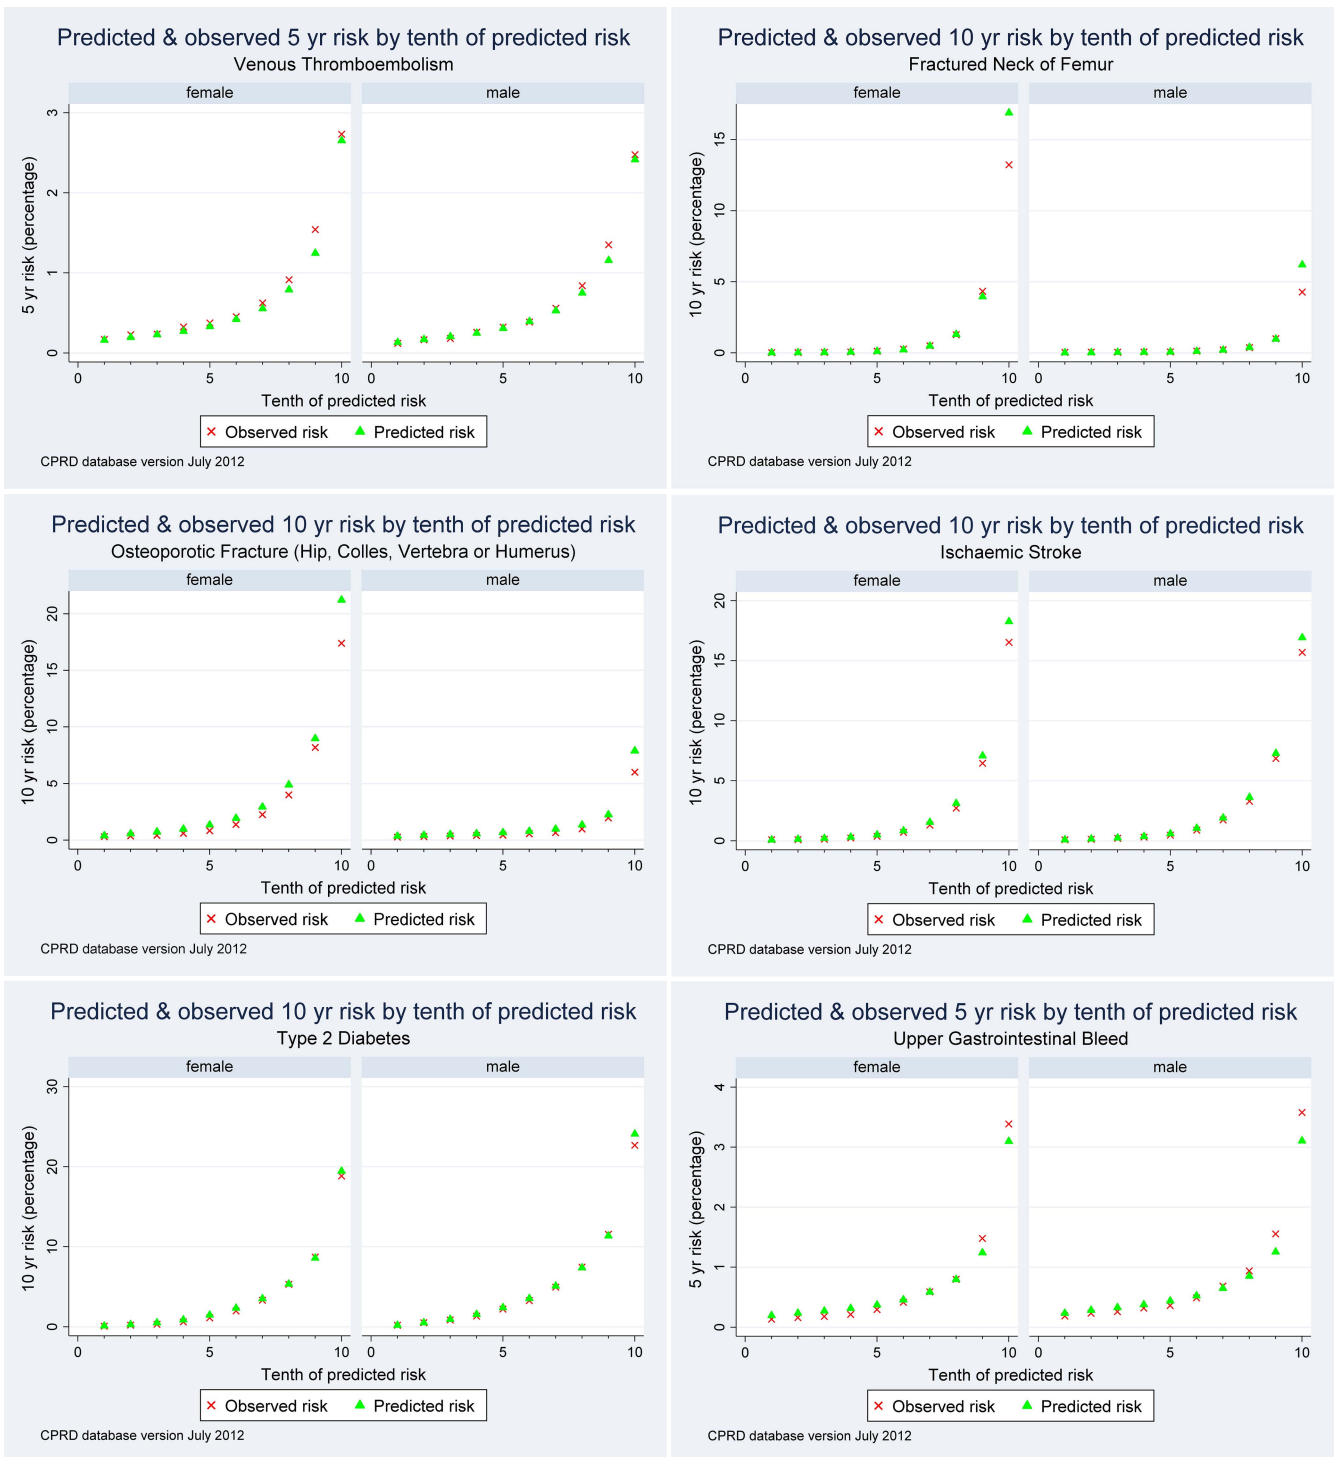 Predicted & observed 5 yr risk by tenth of predicted risk
Venous Thromboembolism
female male
5 yr risk (percentage)
3
2
1
0
0 5 10 0 5 10
Tenth of predicted risk
Observed risk Predicted risk
CPRD database version July 2012
Predicted & observed 10 yr risk by tenth of predicted risk
Fractured Neck of Femur
female male
10 yr risk (percentage)
15
10
5
0
0 5 10 0 5 10
Tenth of predicted risk
Observed risk Predicted risk
CPRD database version July 2012
Predicted & observed 10 yr risk by tenth of predicted risk
Osteoporotic Fracture (Hip, Colles, Vertebra or Humerus)
female male
10 yr risk (percentage)
20
15
10
5
0
0 5 10 0 5 10
Tenth of predicted risk
Observed risk Predicted risk
CPRD database version July 2012
Predicted & observed 10 yr risk by tenth of predicted risk
Ischaemic Stroke
female male
10 yr risk (percentage)
20
15
10
5
0
0 5 10 0 5 10
Tenth of predicted risk
Observed risk Predicted risk
CPRD database version July 2012
Predicted & observed 10 yr risk by tenth of predicted risk
Type 2 Diabetes
female male
10 yr risk (percentage)
30
20
10
0
0 5 10 0 5 10
Tenth of predicted risk
Observed risk Predicted risk
CPRD database version July 2012
Predicted & observed 5 yr risk by tenth of predicted risk
Upper Gastrointestinal Bleed
female male
5 yr risk (percentage)
4
3
2
1
0
0 5 10 0 5 10
Tenth of predicted risk
Observed risk Predicted risk
CPRD database version July 2012